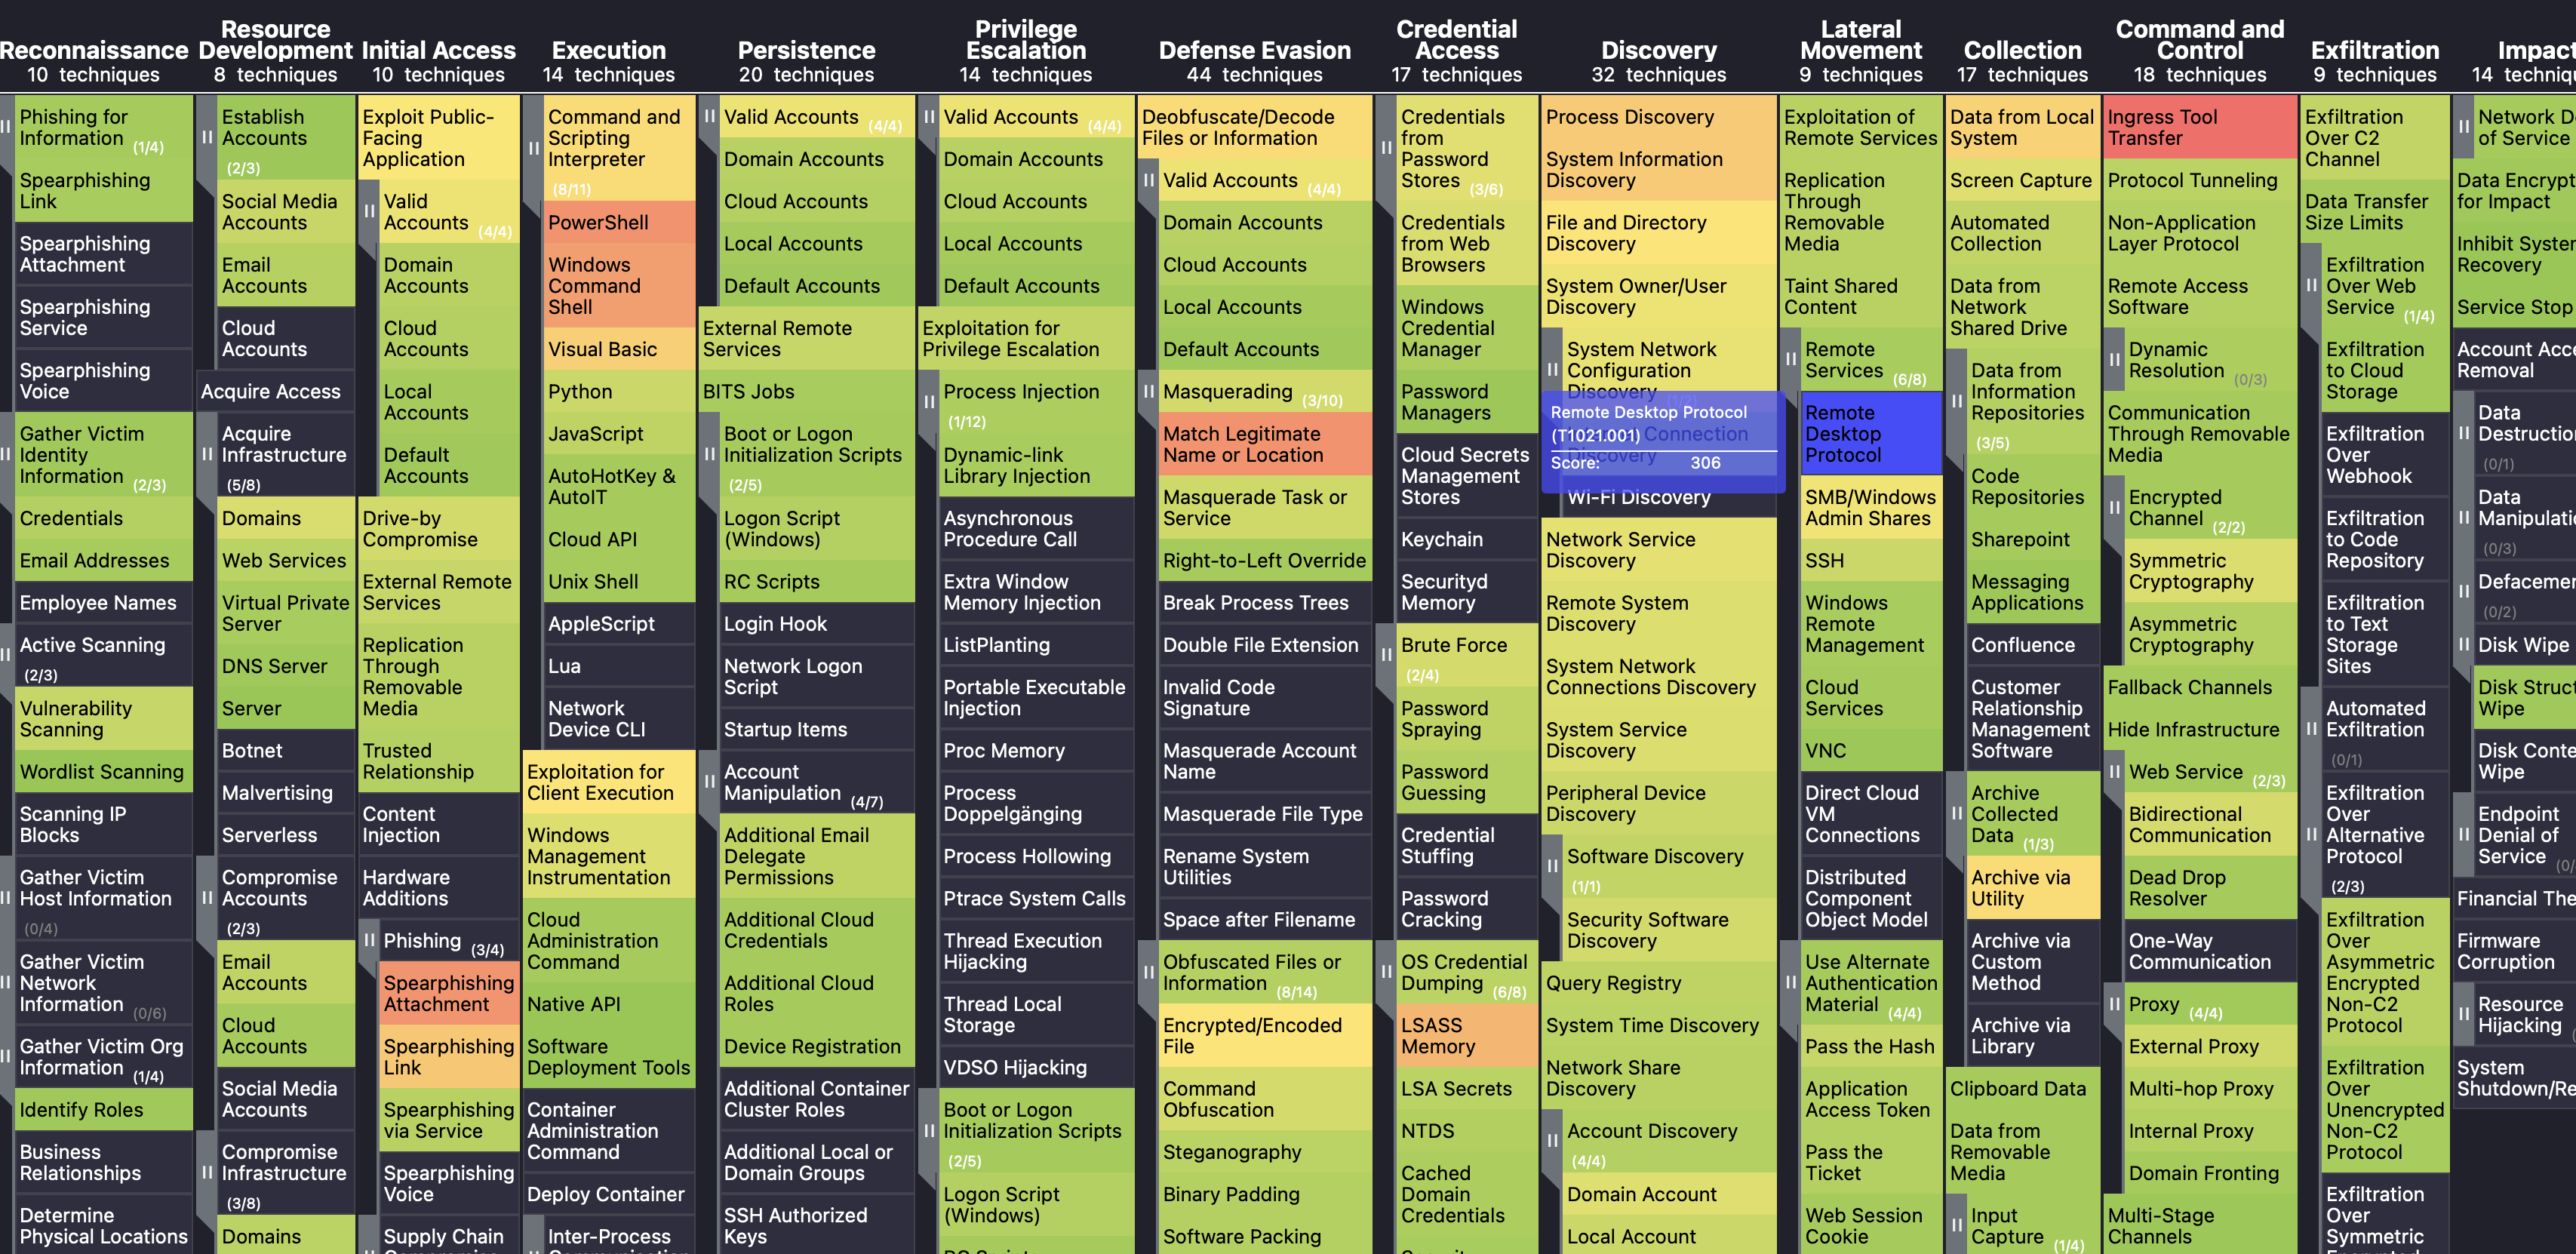 Reconnaissance
10 techniques
Phishing for
Information (1/4)
Spearphishing
Link
Spearphishing
Attachment
Spearphishing
Service
Spearphishing
Voice
Gather Victim
Identity
Information (2/3)
Credentials
Email Addresses
Employee Names
Active Scanning
(2/3)
Vulnerability
Scanning
Wordlist Scanning
Scanning IP
Blocks
Gather Victim
Host Information
(0/4)
Gather Victim
Network
Information (0/6)
Gather Victim Org
Information (1/4)
Identify Roles
Business
Relationships
Determine
Physical Locations
Resource
Development
8 techniques
Establish
Accounts
(2/3)
Social Media
Accounts
Email
Accounts
Cloud
Accounts
Acquire Access
Acquire
Infrastructure
(5/8)
Domains
Web Services
Virtual Private
Server
DNS Server
Server
Botnet
Malvertising
Serverless
Compromise
Accounts
(2/3)
Email
Accounts
Cloud
Accounts
Social Media
Accounts
Compromise
Infrastructure
(3/8)
Domains
Initial Access
10 techniques
Exploit Public-
Facing
Application
Valid
Accounts (4/4)
Domain
Accounts
Cloud
Accounts
Local
Accounts
Default
Accounts
Drive-by
Compromise
External Remote
Services
Replication
Through
Removable
Media
Trusted
Relationship
Content
Injection
Hardware
Additions
Phishing (3/4)
Spearphishing
Attachment
Spearphishing
Link
Spearphishing
via Service
Spearphishing
Voice
Supply Chain
Execution
14 techniques
Command and
Scripting
Interpreter
(8/11)
PowerShell
Windows
Command
Shell
Visual Basic
Python
JavaScript
AutoHotKey &
AutoIT
Cloud API
Unix Shell
AppleScript
Lua
Network
Device CLI
Exploitation for
Client Execution
Windows
Management
Instrumentation
Cloud
Administration
Command
Native API
Software
Deployment Tools
Container
Administration
Command
Deploy Container
Inter-Process
Persistence
20 techniques
Valid Accounts (4/4)
Domain Accounts
Cloud Accounts
Local Accounts
Default Accounts
External Remote
Services
BITS Jobs
Boot or Logon
Initialization Scripts
(2/5)
Logon Script
(Windows)
RC Scripts
Login Hook
Network Logon
Script
Startup Items
Account
Manipulation (4/7)
Additional Email
Delegate
Permissions
Additional Cloud
Credentials
Additional Cloud
Roles
Device Registration
Additional Container
Cluster Roles
Additional Local or
Domain Groups
SSH Authorized
Keys
Privilege
Escalation
14 techniques
Valid Accounts (4/4)
Domain Accounts
Cloud Accounts
Local Accounts
Default Accounts
Exploitation for
Privilege Escalation
Process Injection
(1/12)
Dynamic-link
Library Injection
Asynchronous
Procedure Call
Extra Window
Memory Injection
ListPlanting
Portable Executable
Injection
Proc Memory
Process
Doppelgänging
Process Hollowing
Ptrace System Calls
Thread Execution
Hijacking
Thread Local
Storage
VDSO Hijacking
Boot or Logon
Initialization Scripts
(2/5)
Logon Script
(Windows)
Defense Evasion
44 techniques
Deobfuscate/Decode
Files or Information
Valid Accounts (4/4)
Domain Accounts
Cloud Accounts
Local Accounts
Default Accounts
Masquerading (3/10)
Match Legitimate
Name or Location
Masquerade Task or
Service
Right-to-Left Override
Break Process Trees
Double File Extension
Invalid Code
Signature
Masquerade Account
Name
Masquerade File Type
Rename System
Utilities
Space after Filename
Obfuscated Files or
Information (8/14)
Encrypted/Encoded
File
Command
Obfuscation
Steganography
Binary Padding
Software Packing
Credential
Access
17 techniques
Credentials
from
Password
Stores (3/6)
Credentials
from Web
Browsers
Windows
Credential
Manager
Password
Managers
Cloud Secrets
Management
Stores
Keychain
Securityd
Memory
Brute Force
(2/4)
Password
Spraying
Password
Guessing
Credential
Stuffing
Password
Cracking
OS Credential
Dumping (6/8)
LSASS
Memory
LSA Secrets
NTDS
Cached
Domain
Credentials
Discovery
32 techniques
Process Discovery
System Information
Discovery
File and Directory
Discovery
System Owner/User
Discovery
System Network
Configuration
Discovery (1/2)
Remote Desktop Protocol
(T1021.001)
Connection
Discovery
Score: 306
Wi-Fi Discovery
Network Service
Discovery
Remote System
Discovery
System Network
Connections Discovery
System Service
Discovery
Peripheral Device
Discovery
Software Discovery
(1/1)
Security Software
Discovery
Query Registry
System Time Discovery
Network Share
Discovery
Account Discovery
(4/4)
Domain Account
Local Account
Lateral
Movement
9 techniques
Exploitation of
Remote Services
Replication
Through
Removable
Media
Taint Shared
Content
Remote
Services (6/8)
Remote
Desktop
Protocol
SMB/Windows
Admin Shares
SSH
Windows
Remote
Management
Cloud
Services
VNC
Direct Cloud
VM
Connections
Distributed
Component
Object Model
Use Alternate
Authentication
Material (4/4)
Pass the Hash
Application
Access Token
Pass the
Ticket
Web Session
Cookie
Collection
17 techniques
Data from Local
System
Screen Capture
Automated
Collection
Data from
Network
Shared Drive
Data from
Information
Repositories
(3/5)
Code
Repositories
Sharepoint
Messaging
Applications
Confluence
Customer
Relationship
Management
Software
Archive
Collected
Data (1/3)
Archive via
Utility
Archive via
Custom
Method
Archive via
Library
Clipboard Data
Data from
Removable
Media
Input
Capture (1/4)
Command and
Control
18 techniques
Ingress Tool
Transfer
Protocol Tunneling
Non-Application
Layer Protocol
Remote Access
Software
Dynamic
Resolution (0/3)
Communication
Through Removable
Media
Encrypted
Channel (2/2)
Symmetric
Cryptography
Asymmetric
Cryptography
Fallback Channels
Hide Infrastructure
Web Service (2/3)
Bidirectional
Communication
Dead Drop
Resolver
One-Way
Communication
Proxy (4/4)
External Proxy
Multi-hop Proxy
Internal Proxy
Domain Fronting
Multi-Stage
Channels
Exfiltration
9 techniques
Exfiltration
Over C2
Channel
Data Transfer
Size Limits
Exfiltration
Over Web
Service (1/4)
Exfiltration
to Cloud
Storage
Exfiltration
Over
Webhook
Exfiltration
to Code
Repository
Exfiltration
to Text
Storage
Sites
Automated
Exfiltration
(0/1)
Exfiltration
Over
Alternative
Protocol
(2/3)
Exfiltration
Over
Asymmetric
Encrypted
Non-C2
Protocol
Exfiltration
Over
Unencrypted
Non-C2
Protocol
Exfiltration
Over
Symmetric
Impact
14 techniqu
Network D
of Service
Data Encrypt
for Impact
Inhibit System
Recovery
Service Stop
Account Acce
Removal
Data
Destruction
(0/1)
Data
Manipulati
(0/3)
Defacemen
(0/2)
Disk Wipe
Disk Struct
Wipe
Disk Conte
Wipe
Endpoint
Denial of
Service (0/
Financial The
Firmware
Corruption
Resource
Hijacking
System
Shutdown/Re